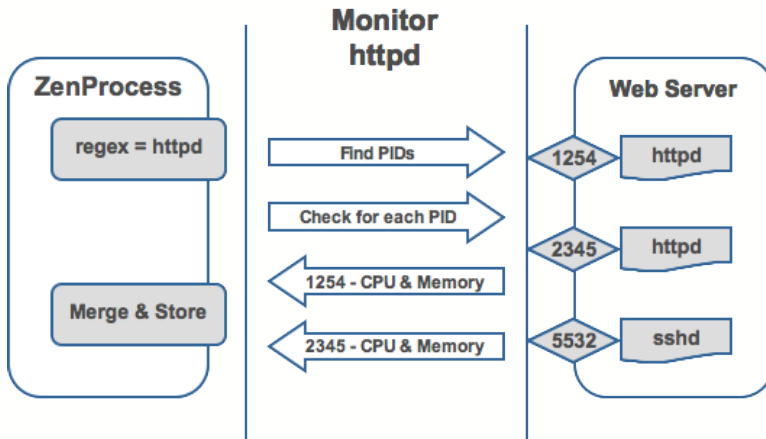 Monitor
httpd
ZenProcess
Web Server
regex = httpd
Find PIDs
1254
httpd
Check for each PID
2345
httpd
1254 - CPU & Memory
Merge & Store
2345 - CPU & Memory
5532
sshd